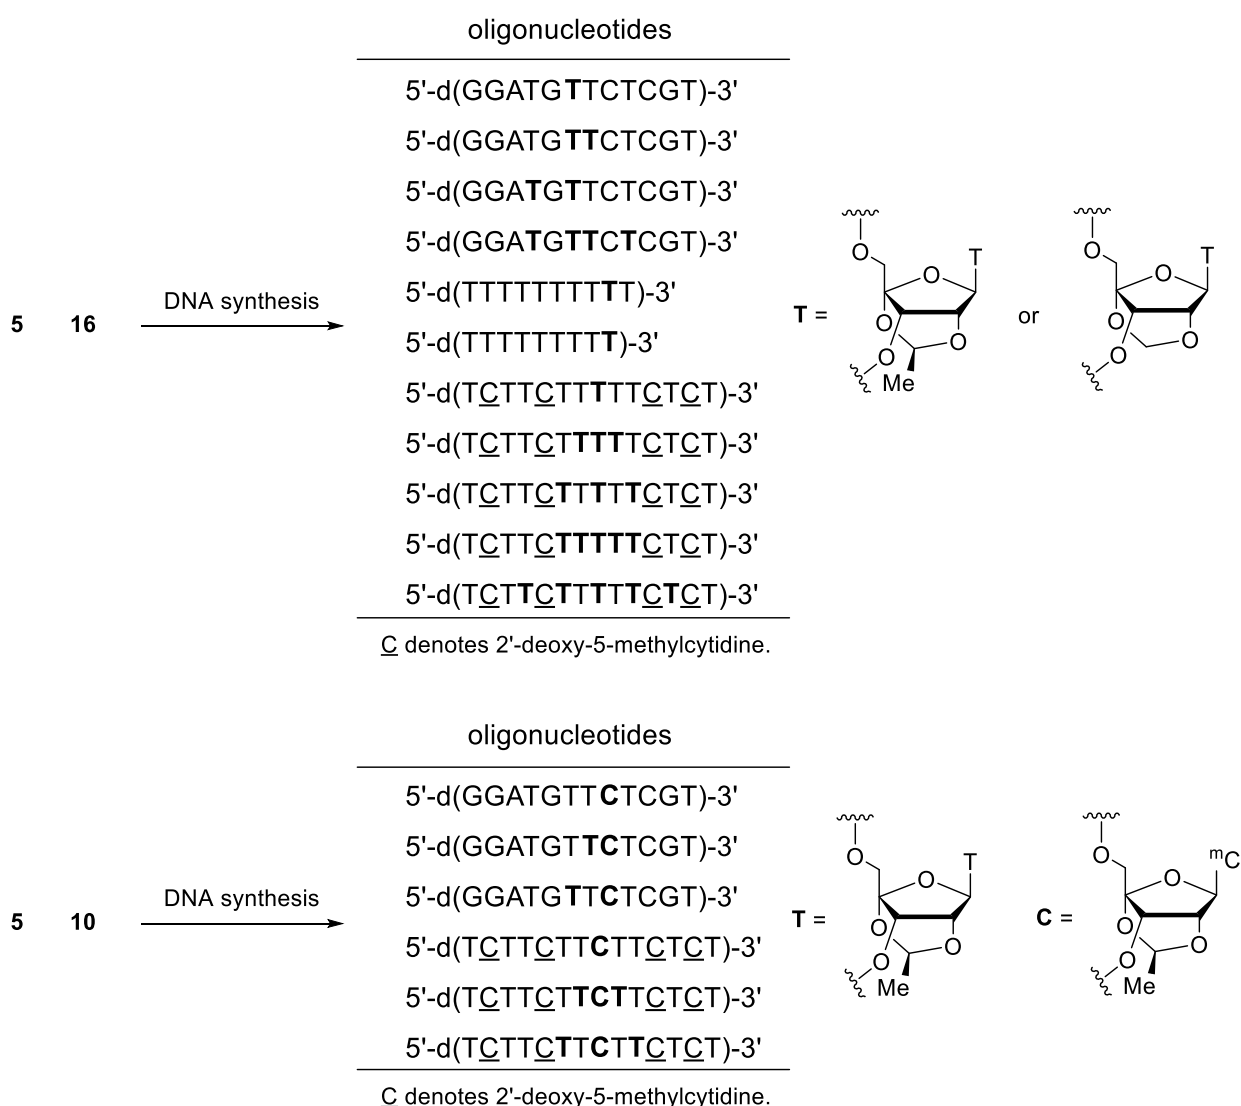 oligonucleotides
5'-d(GGATGTTCTCGT)-3'
5'-d(GGATGTTCTCGT)-3'
5'-d(GGATGTTCTCGT)-3'
5'-d(GGATGTTCTCGT)-3'
5'-d(TTTTTTTTTT)-3'
5'-d(TTTTTTTTT)-3'
5'-d(TCTTCTTTTTCTCT)-3'
5'-d(TCTTCTTTTTCTCT)-3'
5'-d(TCTTCTTTTTCTCT)-3'
5'-d(TCTTCTTTTTCTCT)-3'
5'-d(TCTTCTTTTTCTCT)-3'
C denotes 2'-deoxy-5-methylcytidine.
5 16 DNA synthesis
T =
O
O
T
O
O
O
Me
or
O
O
T
O
O
O
oligonucleotides
5'-d(GGATGTTCTCGT)-3'
5'-d(GGATGTTCTCGT)-3'
5'-d(GGATGTTCTCGT)-3'
5'-d(TCTTCTTCTTCTCT)-3'
5'-d(TCTTCTTCTTCTCT)-3'
5'-d(TCTTCTTCTTCTCT)-3'
C denotes 2'-deoxy-5-methylcytidine.
5 10 DNA synthesis
T =
O
O
T
O
O
O
Me
C =
O
O
mC
O
O
O
Me